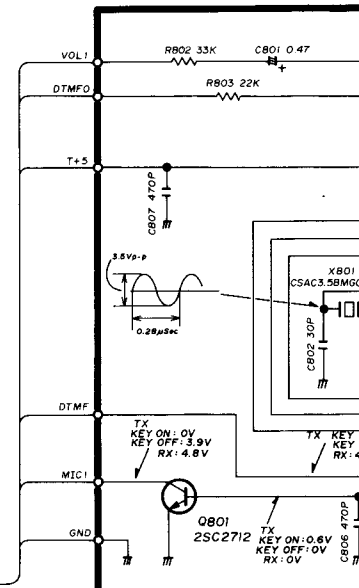 VOL1
R802 33K
C801 0.47
+
DTMFO
R803 22K
T+5
C807 470P
3.5Vp-p
0.28μSec
X801
CSAC3.58MGC
C802 30P
DTMF
TX
KEY ON: 0V
KEY OFF: 3.9V
RX: 4.8V
TX
KEY
KEY
RX: 4
MIC1
Q801
2SC2712
TX
KEY ON: 0.6V
KEY OFF: 0V
RX: 0V
C806 470P
GND